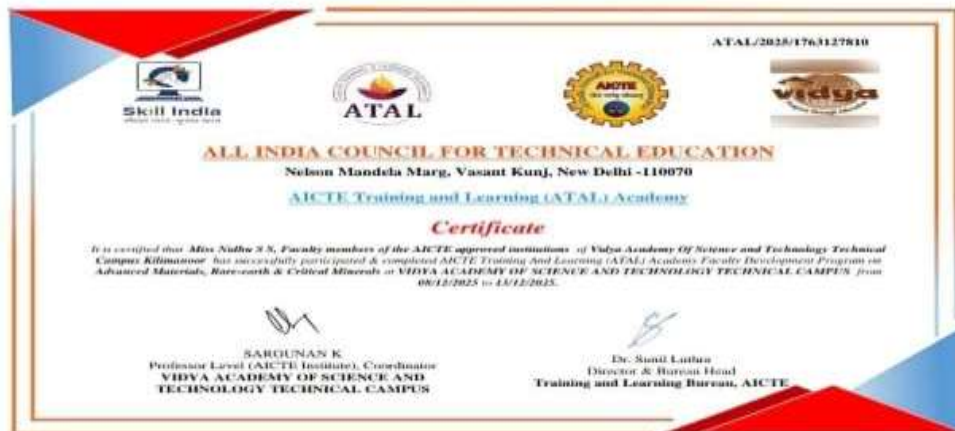 ATAL/2025/1763127810
Skill India
ATAL
AICTE
vidya
ALL INDIA COUNCIL FOR TECHNICAL EDUCATION
Nelson Mandela Marg, Vasant Kunj, New Delhi -110070
AICTE Training and Learning (ATAL) Academy
Certificate
It is certified that Miss Nidhu S S, Faculty members of the AICTE approved institutions of Vidya Academy Of Science and Technology Technical
Campus Kilimanoor has successfully participated & completed AICTE Training And Learning (ATAL) Academy Faculty Development Program on
Advanced Materials, Rare-earth & Critical Minerals at VIDYA ACADEMY OF SCIENCE AND TECHNOLOGY TECHNICAL CAMPUS from
08/12/2025 to 13/12/2025.
SAROUNAN K
Professor Level (AICTE Institute), Coordinator
VIDYA ACADEMY OF SCIENCE AND
TECHNOLOGY TECHNICAL CAMPUS
Dr. Sunil Luthra
Director & Bureau Head
Training and Learning Bureau, AICTE